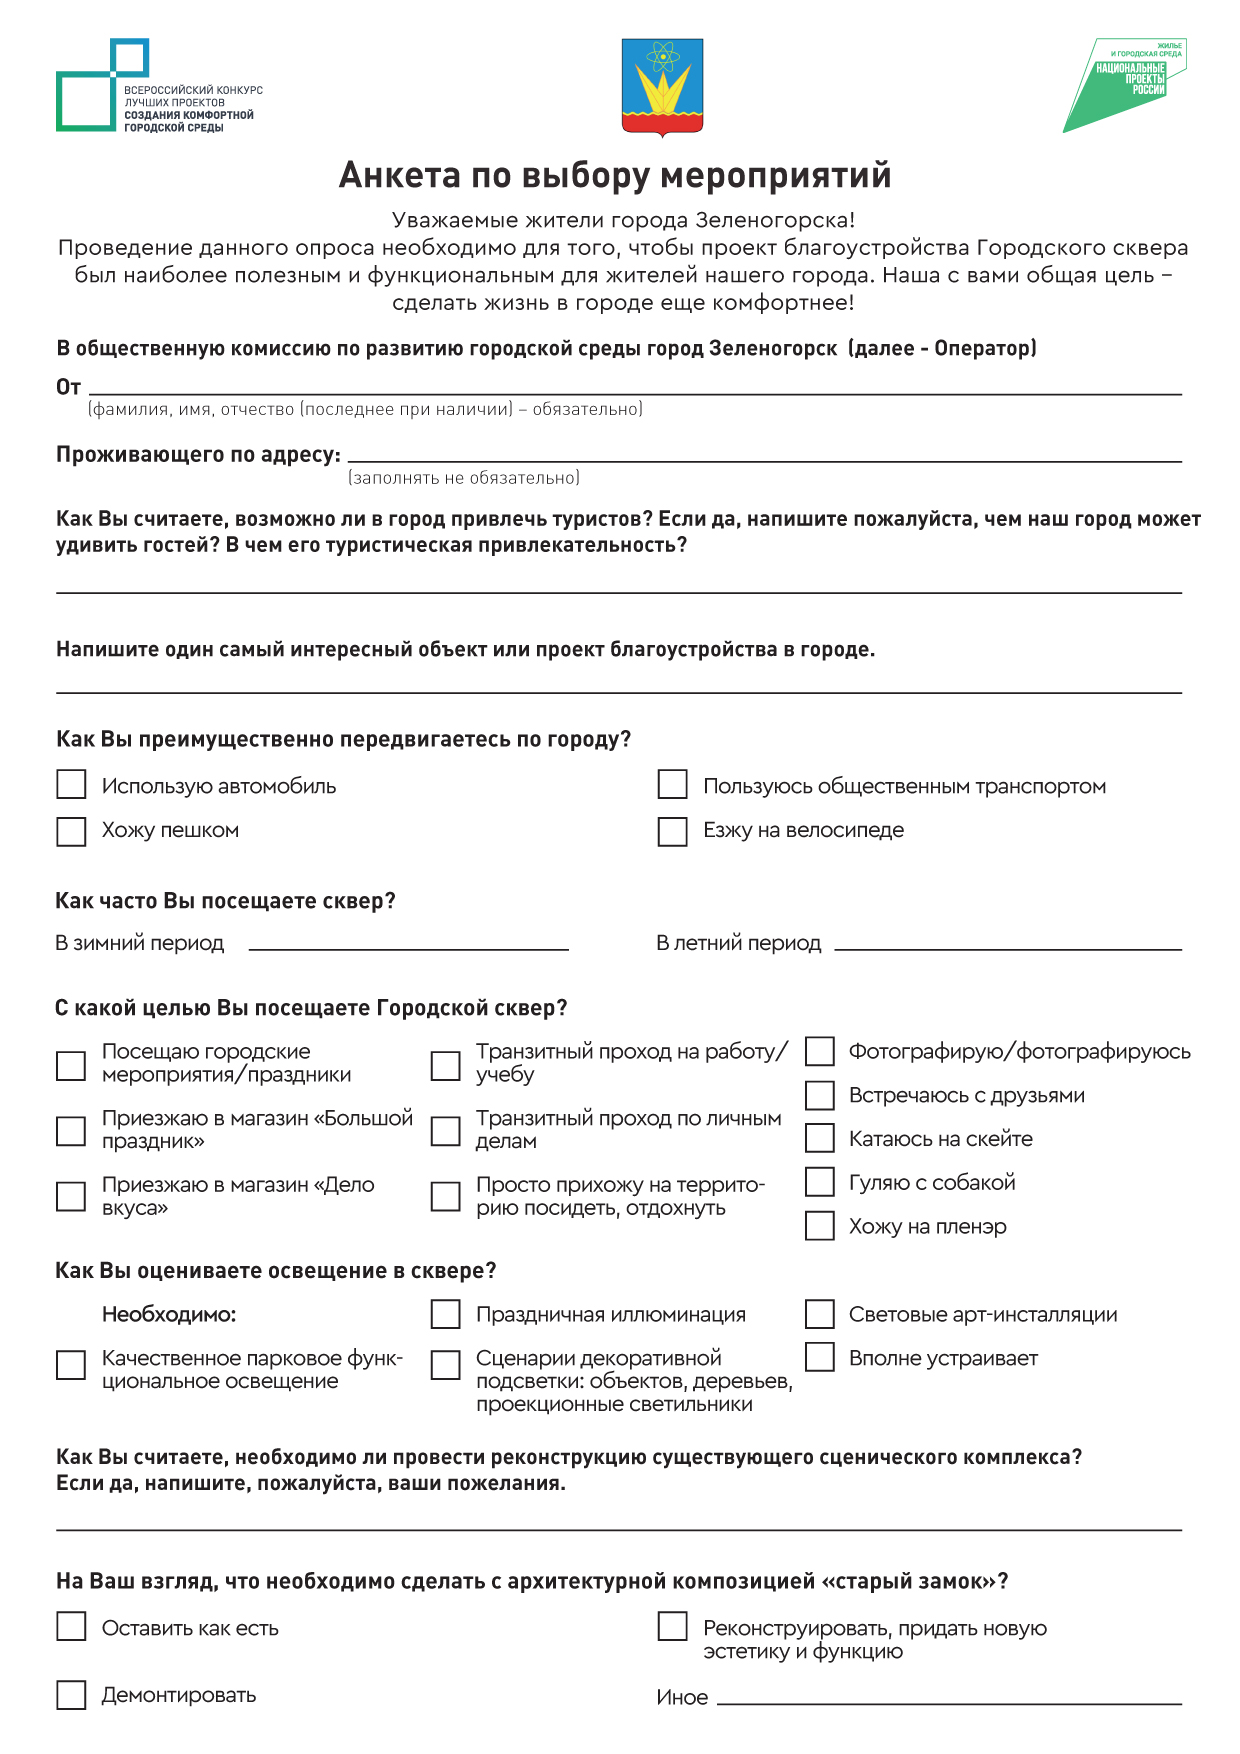 ВСЕРОССИЙСКИЙ КОНКУРС
ЛУЧШИХ ПРОЕКТОВ
СОЗДАНИЯ КОМФОРТНОЙ
ГОРОДСКОЙ СРЕДЫ
ЖИЛЬЕ
И ГОРОДСКАЯ СРЕДА
НАЦИОНАЛЬНЫЕ
ПРОЕКТЫ
РОССИИ
Анкета по выбору мероприятий
Уважаемые жители города Зеленогорска!
Проведение данного опроса необходимо для того, чтобы проект благоустройства Городского сквера
был наиболее полезным и функциональным для жителей нашего города. Наша с вами общая цель –
сделать жизнь в городе еще комфортнее!
В общественную комиссию по развитию городской среды город Зеленогорск (далее - Оператор)
От
(фамилия, имя, отчество (последнее при наличии) – обязательно)
Проживающего по адресу:
(заполнять не обязательно)
Как Вы считаете, возможно ли в город привлечь туристов? Если да, напишите пожалуйста, чем наш город может
удивить гостей? В чем его туристическая привлекательность?
Напишите один самый интересный объект или проект благоустройства в городе.
Как Вы преимущественно передвигаетесь по городу?
Использую автомобиль
Пользуюсь общественным транспортом
Хожу пешком
Езжу на велосипеде
Как часто Вы посещаете сквер?
В зимний период
В летний период
С какой целью Вы посещаете Городской сквер?
Посещаю городские
мероприятия/праздники
Приезжаю в магазин «Большой
праздник»
Приезжаю в магазин «Дело
вкуса»
Транзитный проход на работу/
учебу
Транзитный проход по личным
делам
Просто прихожу на террито-
рию посидеть, отдохнуть
Фотографирую/фотографируюсь
Встречаюсь с друзьями
Катаюсь на скейте
Гуляю с собакой
Хожу на пленэр
Как Вы оцениваете освещение в сквере?
Необходимо:
Качественное парковое функ-
циональное освещение
Праздничная иллюминация
Сценарии декоративной
подсветки: объектов, деревьев,
проекционные светильники
Световые арт-инсталляции
Вполне устраивает
Как Вы считаете, необходимо ли провести реконструкцию существующего сценического комплекса?
Если да, напишите, пожалуйста, ваши пожелания.
На Ваш взгляд, что необходимо сделать с архитектурной композицией «старый замок»?
Оставить как есть
Реконструировать, придать новую
эстетику и функцию
Демонтировать
Иное